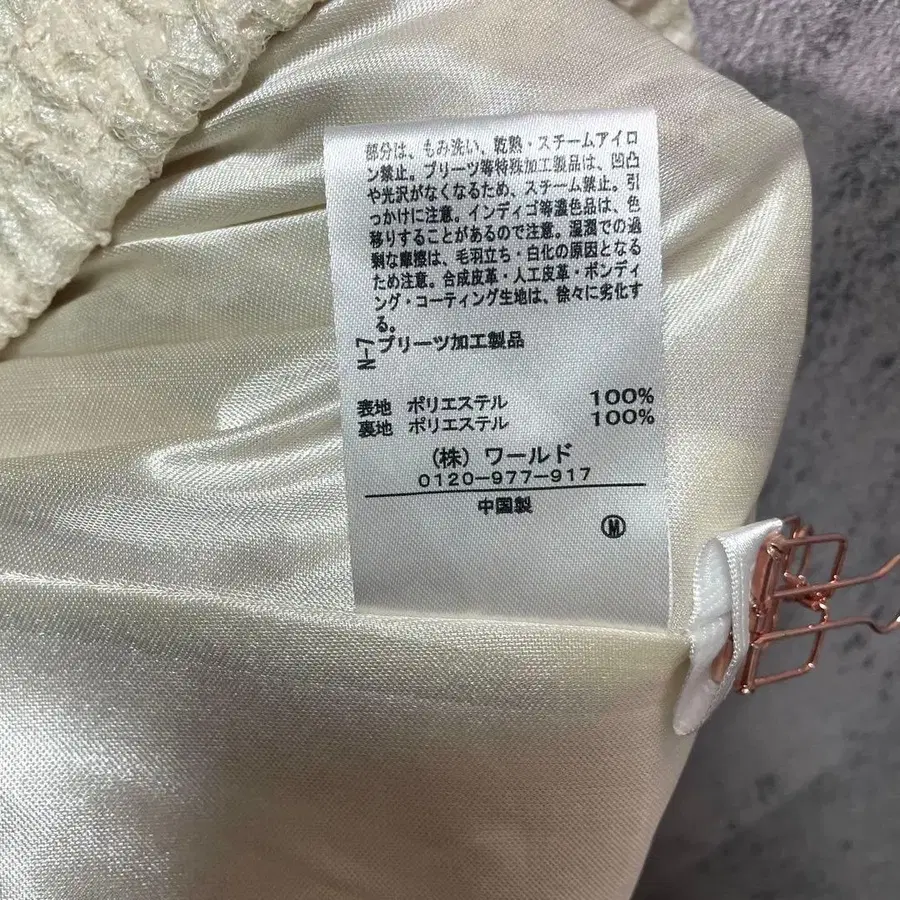 部分は、もみ洗い、乾熱・スチームアイロ
ン禁止。プリーツ等特殊加工製品は、凹凸
や光沢がなくなるため、スチーム禁止。引
っかけに注意。インディゴ等濃色品は、色
移りすることがあるので注意。湿潤での過
剰な摩擦は、毛羽立ち・白化の原因となる
ため注意。合成皮革・人工皮革・ボンディ
ング・コーティング生地は、徐々に劣化す
る。
N-7
プリーツ加工製品
表地 ポリエステル 100%
裏地 ポリエステル 100%
(株) ワールド
0120-977-917
中国製
Ⓜ